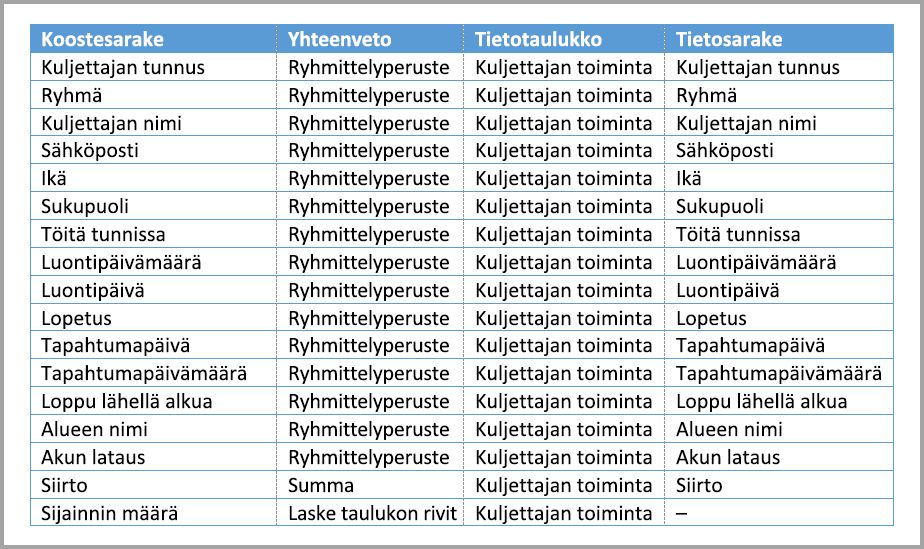 Koostesarake Yhteenveto Tietotaulukko Tietosarake
Kuljettajan tunnus Ryhmittelyperuste Kuljettajan toiminta Kuljettajan tunnus
Ryhmä Ryhmittelyperuste Kuljettajan toiminta Ryhmä
Kuljettajan nimi Ryhmittelyperuste Kuljettajan toiminta Kuljettajan nimi
Sähköposti Ryhmittelyperuste Kuljettajan toiminta Sähköposti
Ikä Ryhmittelyperuste Kuljettajan toiminta Ikä
Sukupuoli Ryhmittelyperuste Kuljettajan toiminta Sukupuoli
Töitä tunnissa Ryhmittelyperuste Kuljettajan toiminta Töitä tunnissa
Luontipäivämäärä Ryhmittelyperuste Kuljettajan toiminta Luontipäivämäärä
Luontipäivä Ryhmittelyperuste Kuljettajan toiminta Luontipäivä
Lopetus Ryhmittelyperuste Kuljettajan toiminta Lopetus
Tapahtumapäivä Ryhmittelyperuste Kuljettajan toiminta Tapahtumapäivä
Tapahtumapäivämäärä Ryhmittelyperuste Kuljettajan toiminta Tapahtumapäivämäärä
Loppu lähellä alkua Ryhmittelyperuste Kuljettajan toiminta Loppu lähellä alkua
Alueen nimi Ryhmittelyperuste Kuljettajan toiminta Alueen nimi
Akun lataus Ryhmittelyperuste Kuljettajan toiminta Akun lataus
Siirto Summa Kuljettajan toiminta Siirto
Sijainnin määrä Laske taulukon rivit Kuljettajan toiminta –